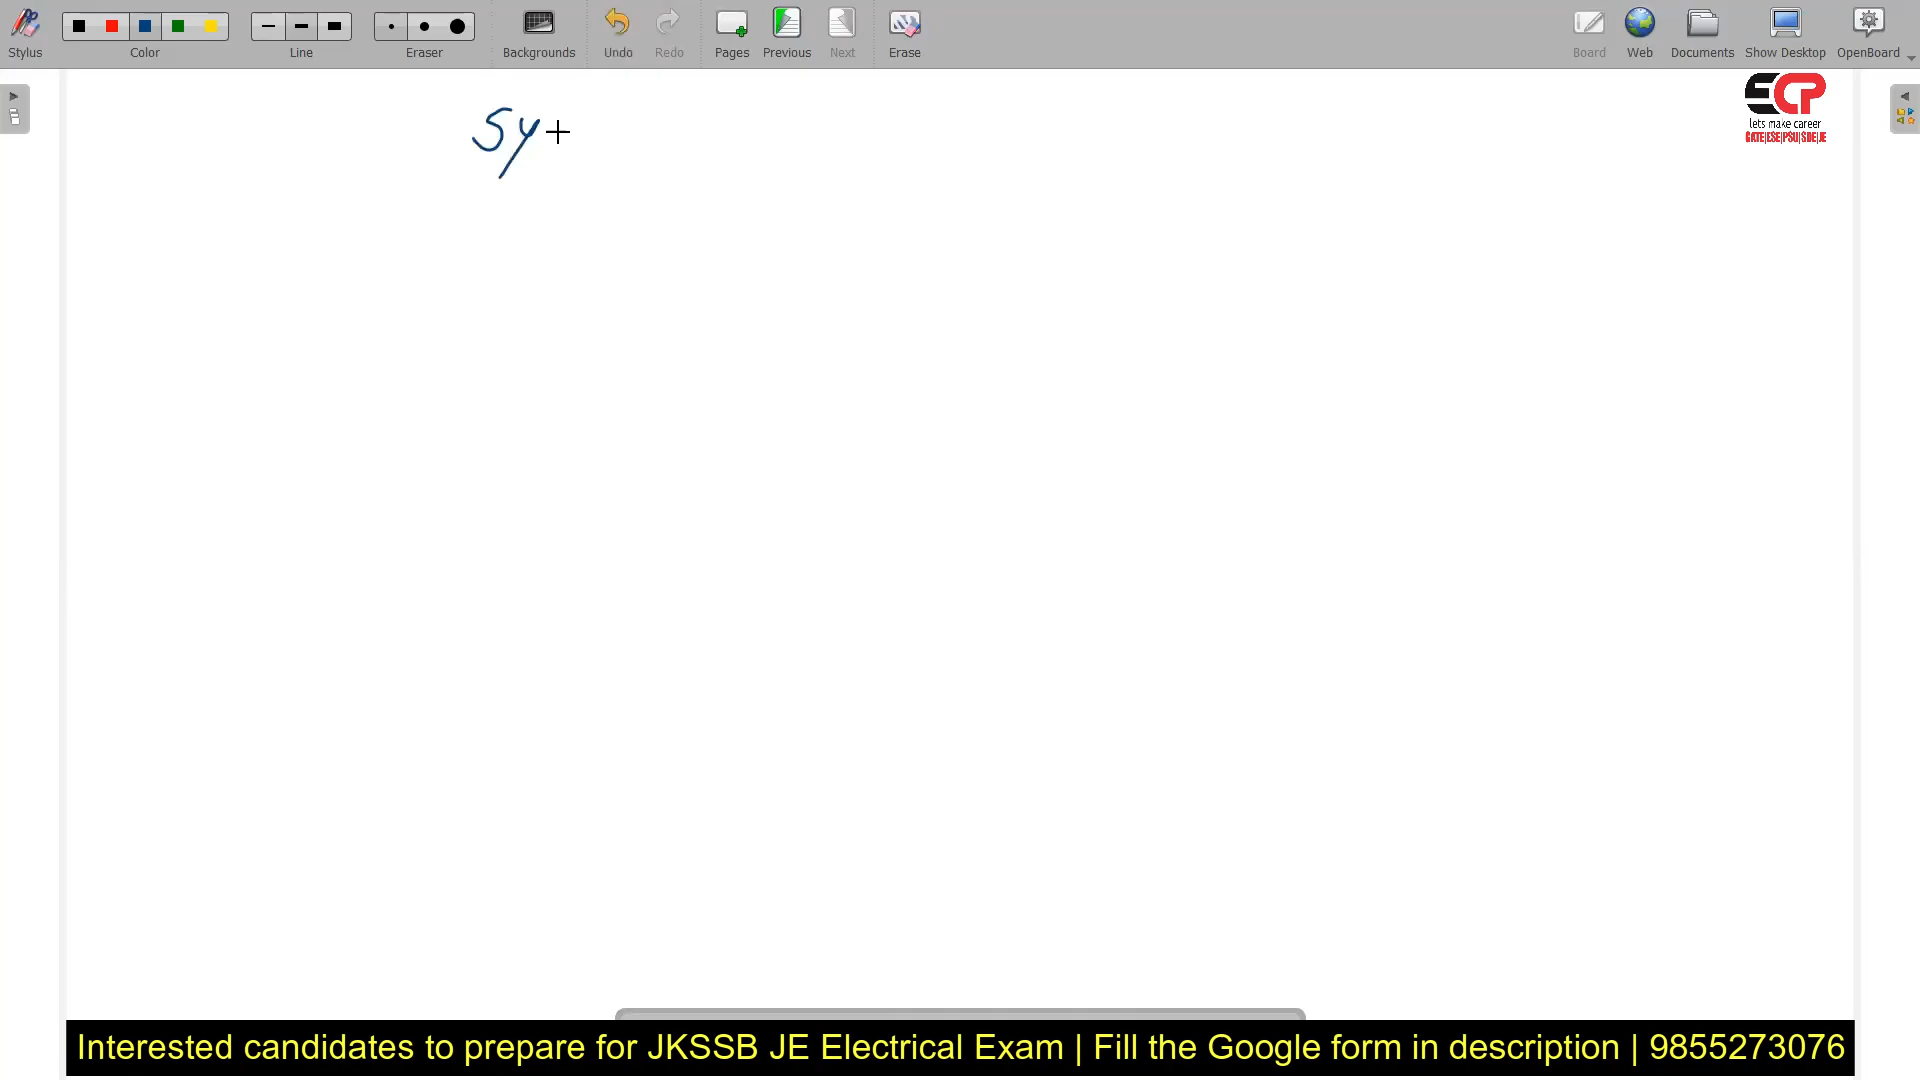 Stylus Color Line Eraser Backgrounds Undo Redo Pages Previous Next Erase Board Web Documents Show Desktop OpenBoard
ECP
lets make career
GATE|ESE|PSU|SDE|JE
Sy
Interested candidates to prepare for JKSSB JE Electrical Exam | Fill the Google form in description | 9855273076